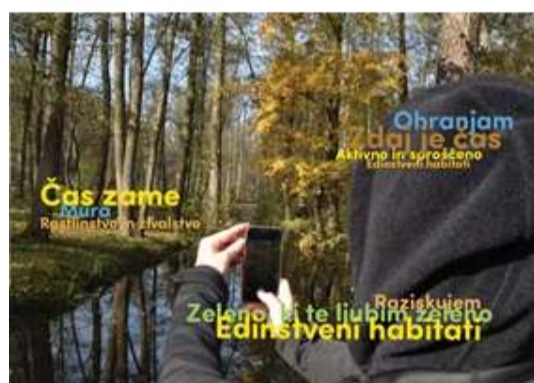 Ohranjam
Zdaj je čas
Aktivno in sproščeno
Edinstveni habitati
Čas zame
Mura
Rastlinstvo in živalstvo
Raziskujem
Zeleno, ki te ljubim zeleno
Edinstveni habitati